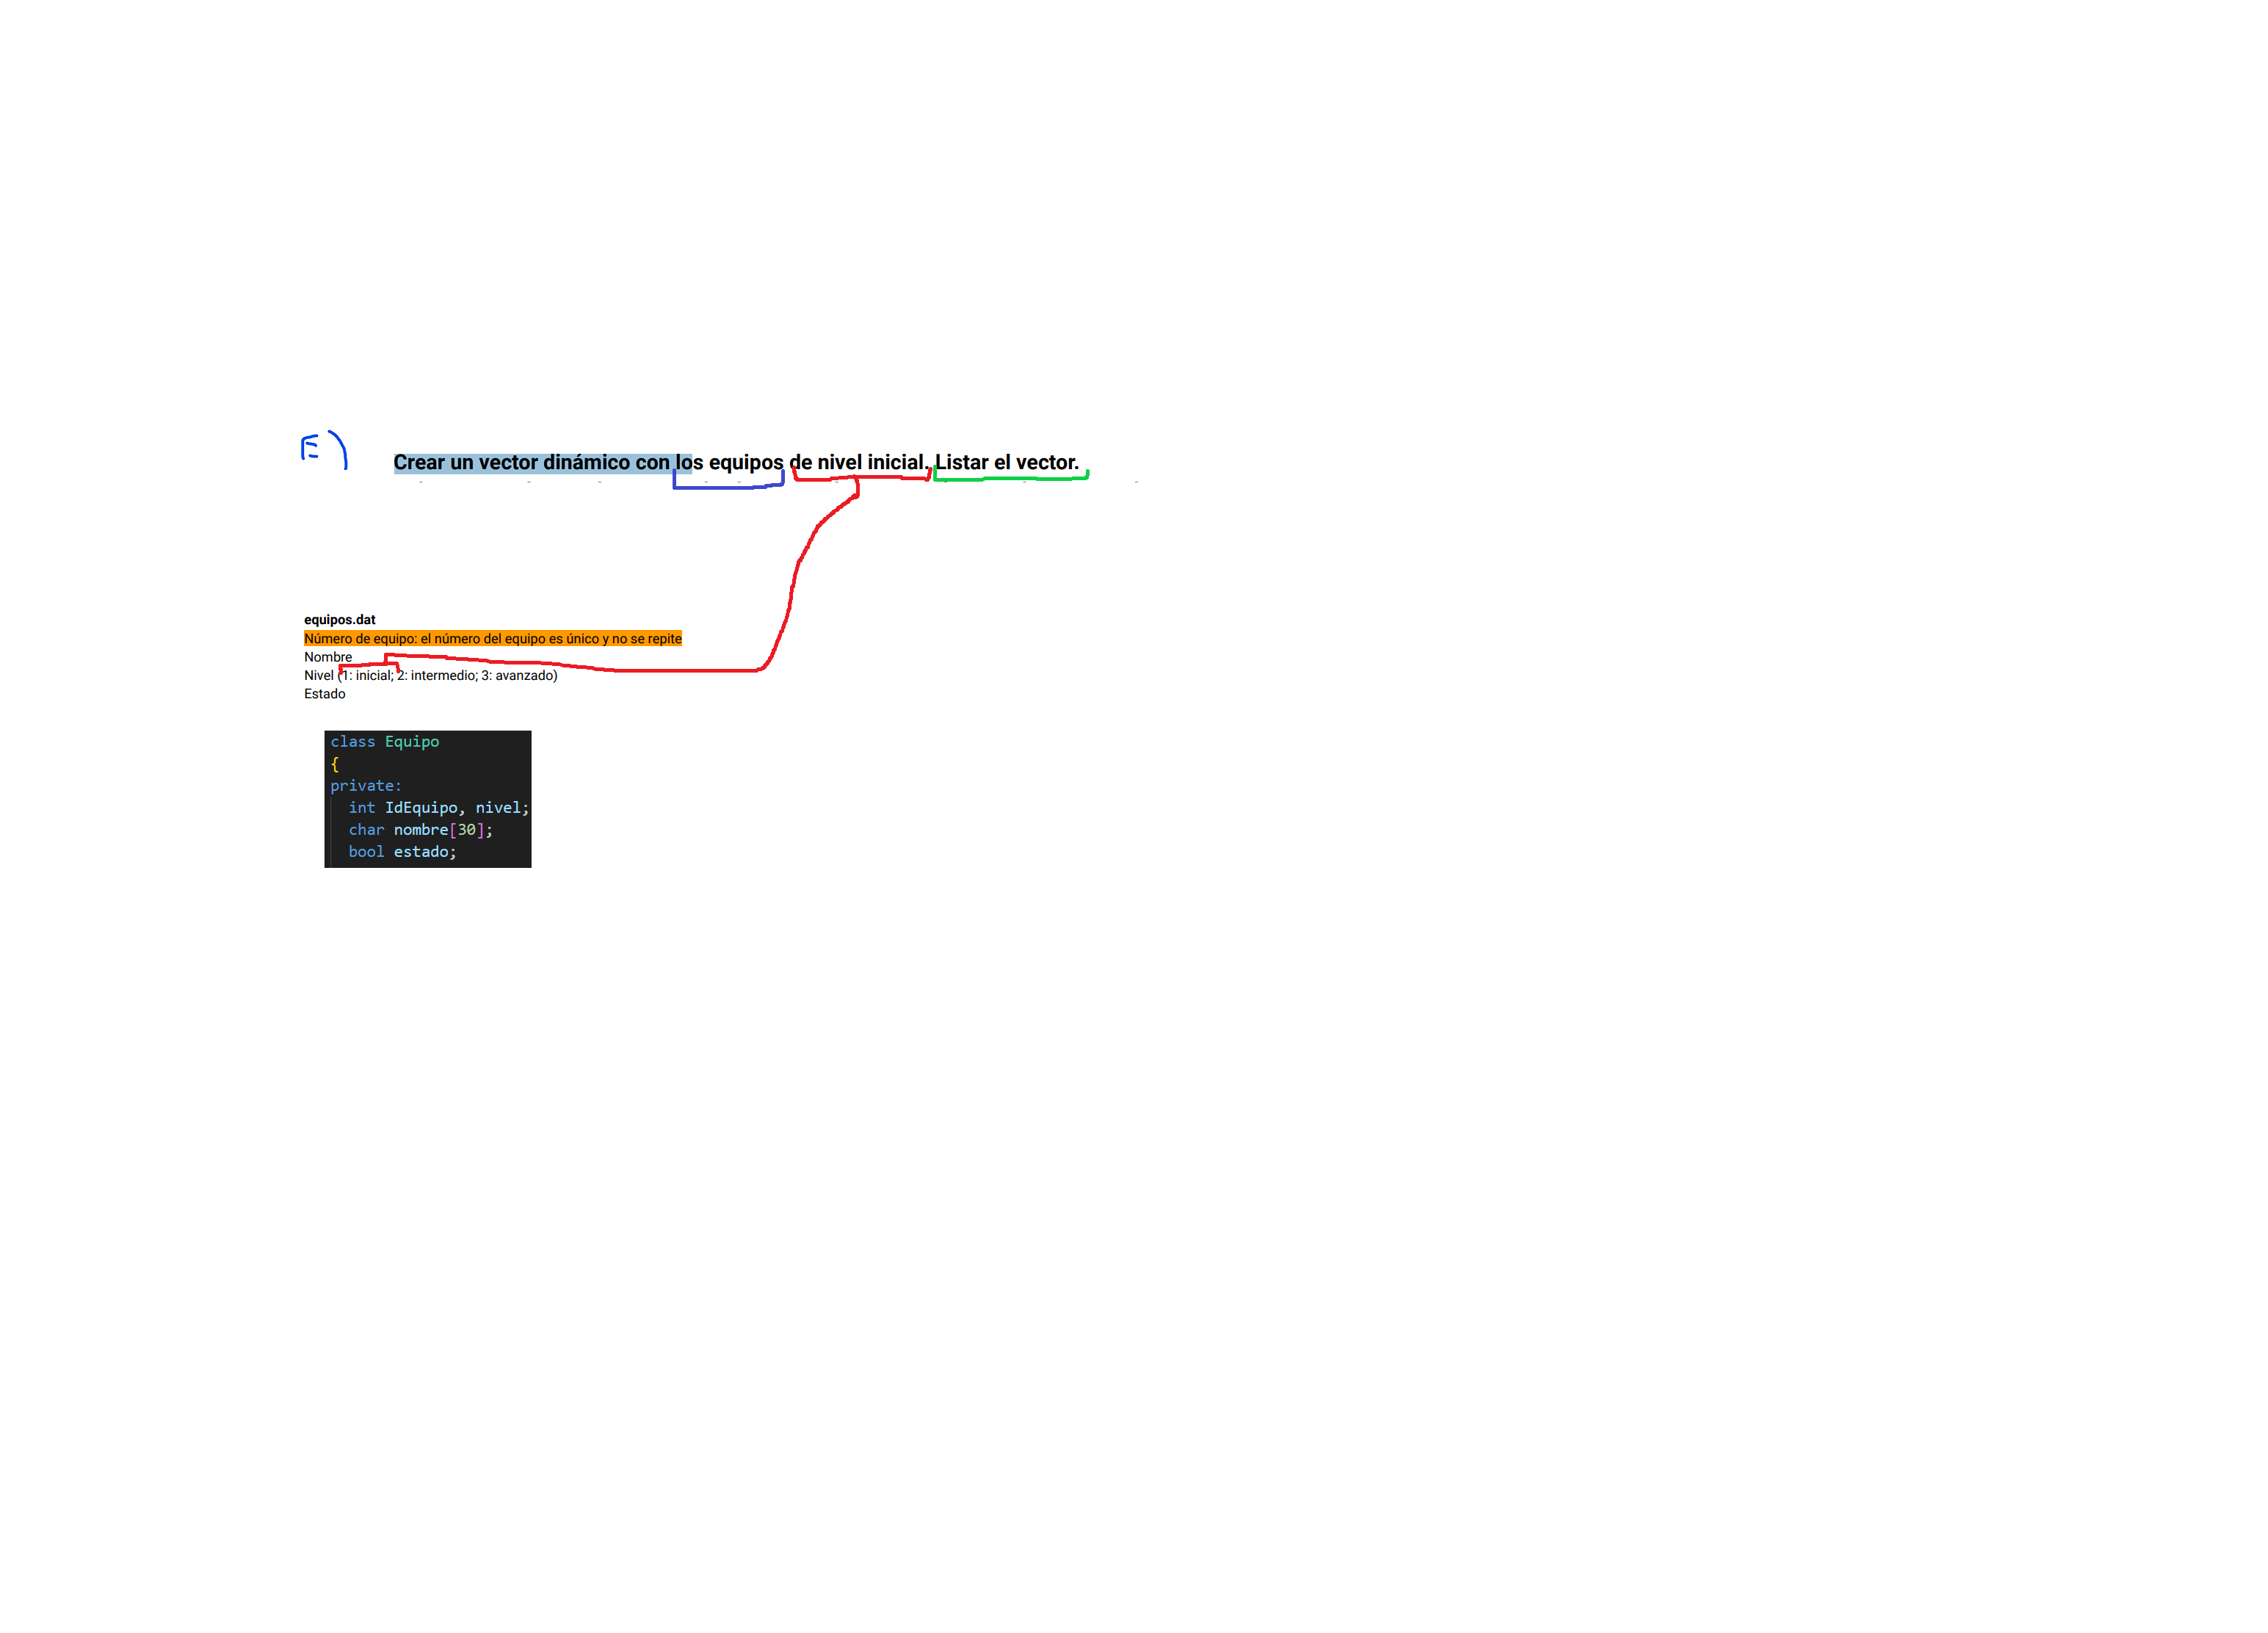 E)
Crear un vector dinámico con los equipos de nivel inicial. Listar el vector.
equipos.dat
Número de equipo: el número del equipo es único y no se repite
Nombre
Nivel (1: inicial; 2: intermedio; 3: avanzado)
Estado
class Equipo
{
private:
int IdEquipo, nivel;
char nombre[30];
bool estado;